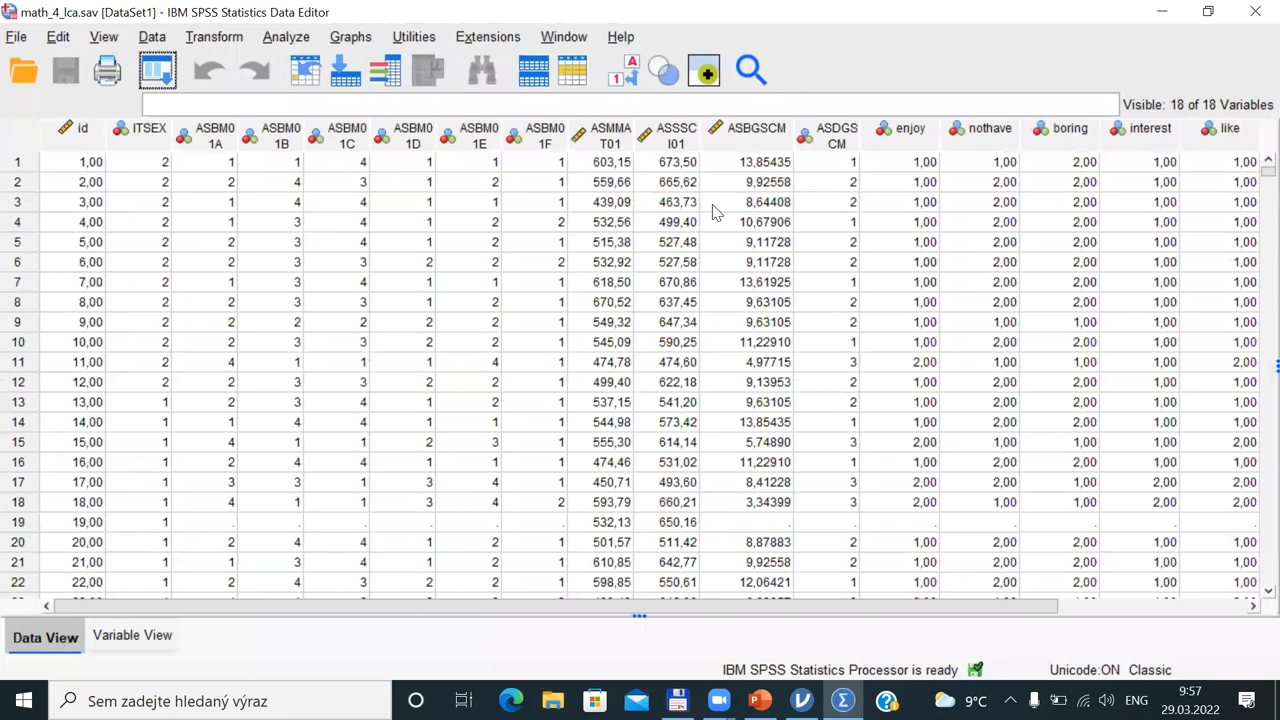 math_4_lca.sav [DataSet1] - IBM SPSS Statistics Data Editor
File Edit View Data Transform Analyze Graphs Utilities Extensions Window Help
1 A
Visible: 18 of 18 Variables
id ITSEX ASBM0 1A ASBM0 1B ASBM0 1C ASBM0 1D ASBM0 1E ASBM0 1F ASMMA T01 ASSSC I01 ASBGSCM ASDGS CM enjoy nothave boring interest like
1 1,00 2 1 1 4 1 1 1 603,15 673,50 13,85435 1 1,00 1,00 2,00 1,00 1,00
2 2,00 2 2 4 3 1 2 1 559,66 665,62 9,92558 2 1,00 2,00 2,00 1,00 1,00
3 3,00 2 1 4 4 1 1 1 439,09 463,73 8,64408 2 1,00 2,00 2,00 1,00 1,00
4 4,00 2 1 3 4 1 2 2 532,56 499,40 10,67906 1 1,00 2,00 2,00 1,00 1,00
5 5,00 2 2 3 4 1 2 1 515,38 527,48 9,11728 2 1,00 2,00 2,00 1,00 1,00
6 6,00 2 2 3 3 2 2 2 532,92 527,58 9,11728 2 1,00 2,00 2,00 1,00 1,00
7 7,00 2 1 3 4 1 1 1 618,50 670,86 13,61925 1 1,00 2,00 2,00 1,00 1,00
8 8,00 2 2 3 3 1 2 1 670,52 637,45 9,63105 2 1,00 2,00 2,00 1,00 1,00
9 9,00 2 2 2 2 2 2 1 549,32 647,34 9,63105 2 1,00 2,00 2,00 1,00 1,00
10 10,00 2 2 3 3 2 2 1 545,09 590,25 11,22910 1 1,00 2,00 2,00 1,00 1,00
11 11,00 2 4 1 1 1 4 1 474,78 474,60 4,97715 3 2,00 1,00 1,00 1,00 2,00
12 12,00 2 2 3 3 2 2 1 499,40 622,18 9,13953 2 1,00 2,00 2,00 1,00 1,00
13 13,00 1 2 3 4 1 2 1 537,15 541,20 9,63105 2 1,00 2,00 2,00 1,00 1,00
14 14,00 1 1 4 4 1 1 1 544,98 573,42 13,85435 1 1,00 2,00 2,00 1,00 1,00
15 15,00 1 4 1 1 2 3 1 555,30 614,14 5,74890 3 2,00 1,00 1,00 1,00 2,00
16 16,00 1 2 4 4 1 1 1 474,46 531,02 11,22910 1 1,00 2,00 2,00 1,00 1,00
17 17,00 1 3 3 1 3 4 1 450,71 493,60 8,41228 3 2,00 2,00 1,00 2,00 2,00
18 18,00 1 4 1 1 3 4 2 593,79 660,21 3,34399 3 2,00 1,00 1,00 2,00 2,00
19 19,00 1 . . . . . . 532,13 650,16 . . . . . . .
20 20,00 1 2 4 4 1 2 1 501,57 511,42 8,87883 2 1,00 2,00 2,00 1,00 1,00
21 21,00 1 1 3 4 1 2 1 610,85 642,77 9,92558 2 1,00 2,00 2,00 1,00 1,00
22 22,00 1 2 4 3 2 2 1 598,85 550,61 12,06421 1 1,00 2,00 2,00 1,00 1,00
Data View Variable View
IBM SPSS Statistics Processor is ready Unicode:ON Classic
Sem zadejte hledaný výraz 9°C ENG 9:57
29.03.2022